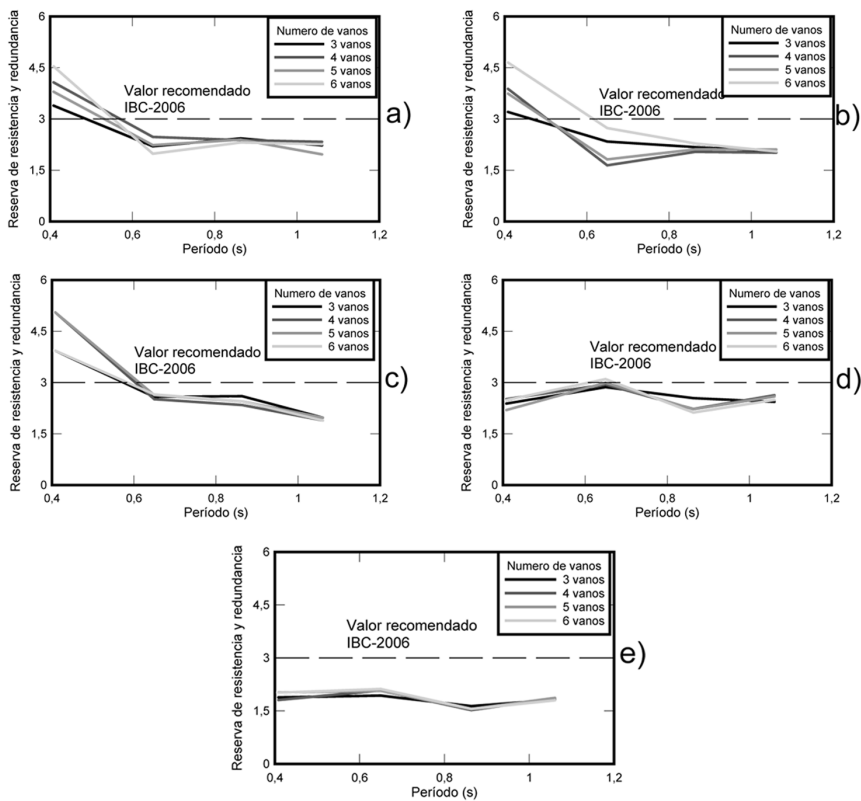 Reserva de resistencia y redundancia
6
4,5
3
1,5
0
Numero de vanos
3 vanos
4 vanos
5 vanos
6 vanos
Valor recomendado
IBC-2006
a)
0,4
0,6
0,8
1
1,2
Período (s)
Reserva de resistencia y redundancia
6
4,5
3
1,5
0
Numero de vanos
3 vanos
4 vanos
5 vanos
6 vanos
Valor recomendado
IBC-2006
b)
0,4
0,6
0,8
1
1,2
Período (s)
Reserva de resistencia y redundancia
6
4,5
3
1,5
0
Numero de vanos
3 vanos
4 vanos
5 vanos
6 vanos
Valor recomendado
IBC-2006
c)
0,4
0,6
0,8
1
1,2
Período (s)
Reserva de resistencia y redundancia
6
4,5
3
1,5
0
Numero de vanos
3 vanos
4 vanos
5 vanos
6 vanos
Valor recomendado
IBC-2006
d)
0,4
0,6
0,8
1
1,2
Período (s)
Reserva de resistencia y redundancia
6
4,5
3
1,5
0
Numero de vanos
3 vanos
4 vanos
5 vanos
6 vanos
Valor recomendado
IBC-2006
e)
0,4
0,6
0,8
1
1,2
Período (s)